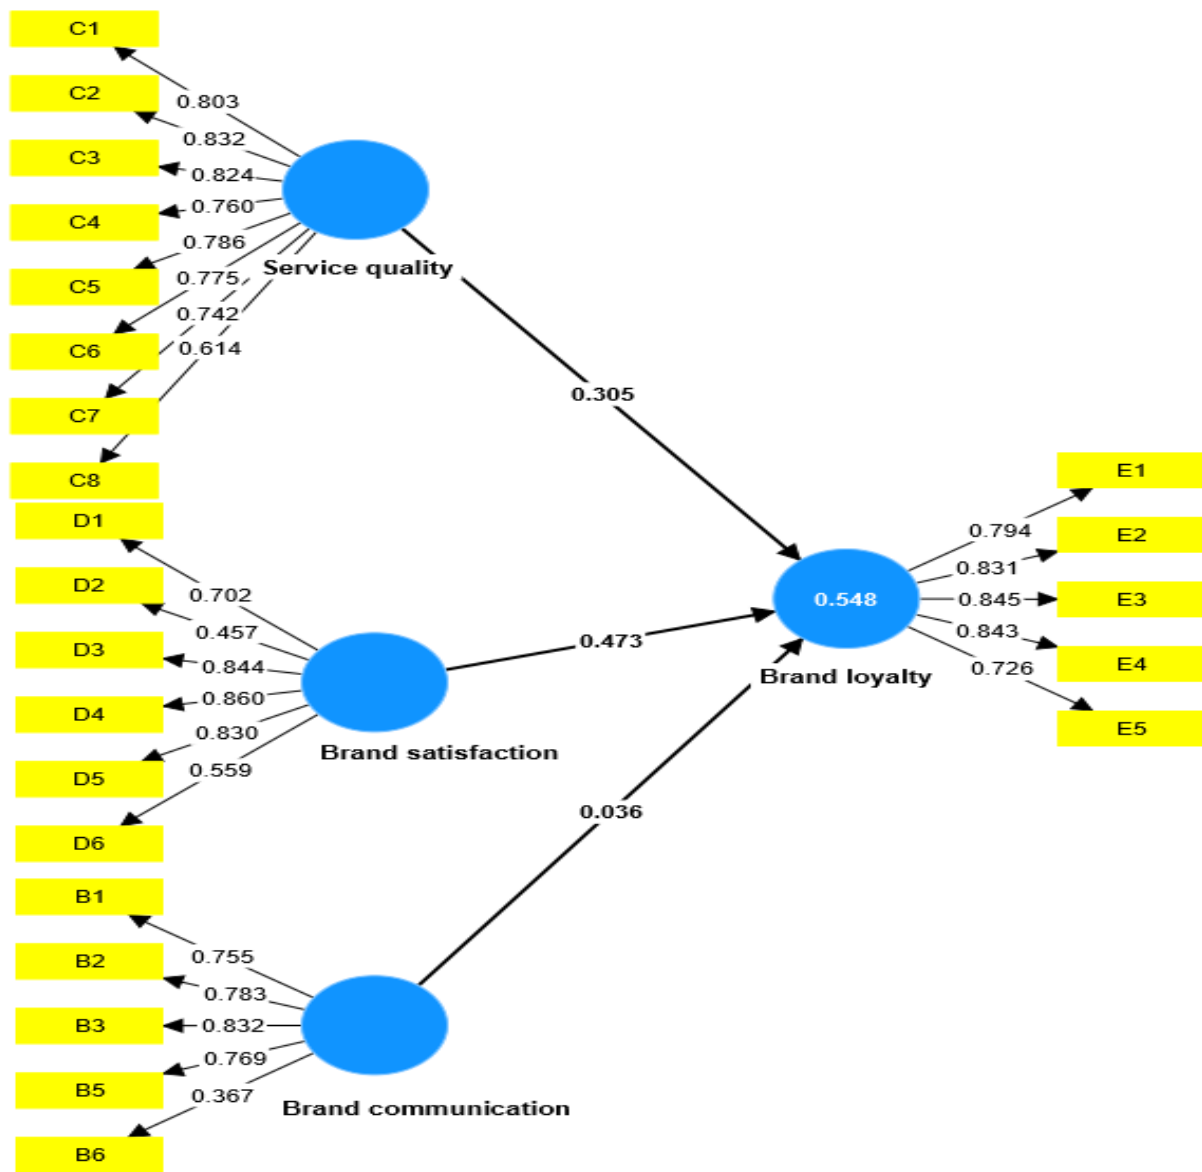 C1
C2
C3
C4
C5
C6
C7
C8
0.803
0.832
0.824
0.760
0.786
0.775
0.742
0.614
Service quality
0.305
D1
D2
D3
D4
D5
D6
0.702
0.457
0.844
0.860
0.830
0.559
Brand satisfaction
0.473
B1
B2
B3
B5
B6
0.755
0.783
0.832
0.769
0.367
Brand communication
0.036
0.548
Brand loyalty
0.794
0.831
0.845
0.843
0.726
E1
E2
E3
E4
E5